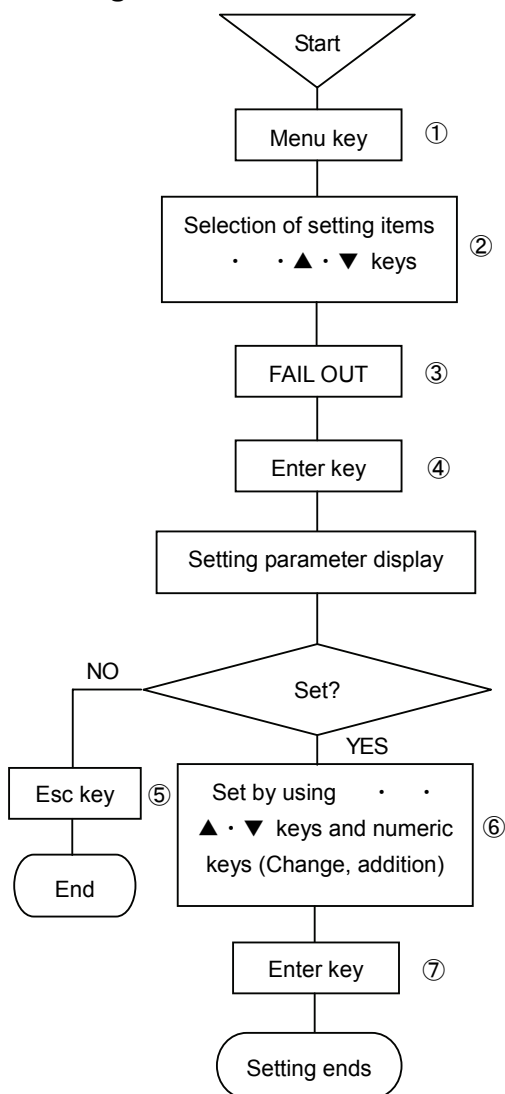 Start
Menu key ①
Selection of setting items
・ ・▲・▼ keys ②
FAIL OUT ③
Enter key ④
Setting parameter display
NO
Set?
YES
Esc key ⑤
End
Set by using ・ ・
▲・▼ keys and numeric ⑥
keys (Change, addition)
Enter key ⑦
Setting ends